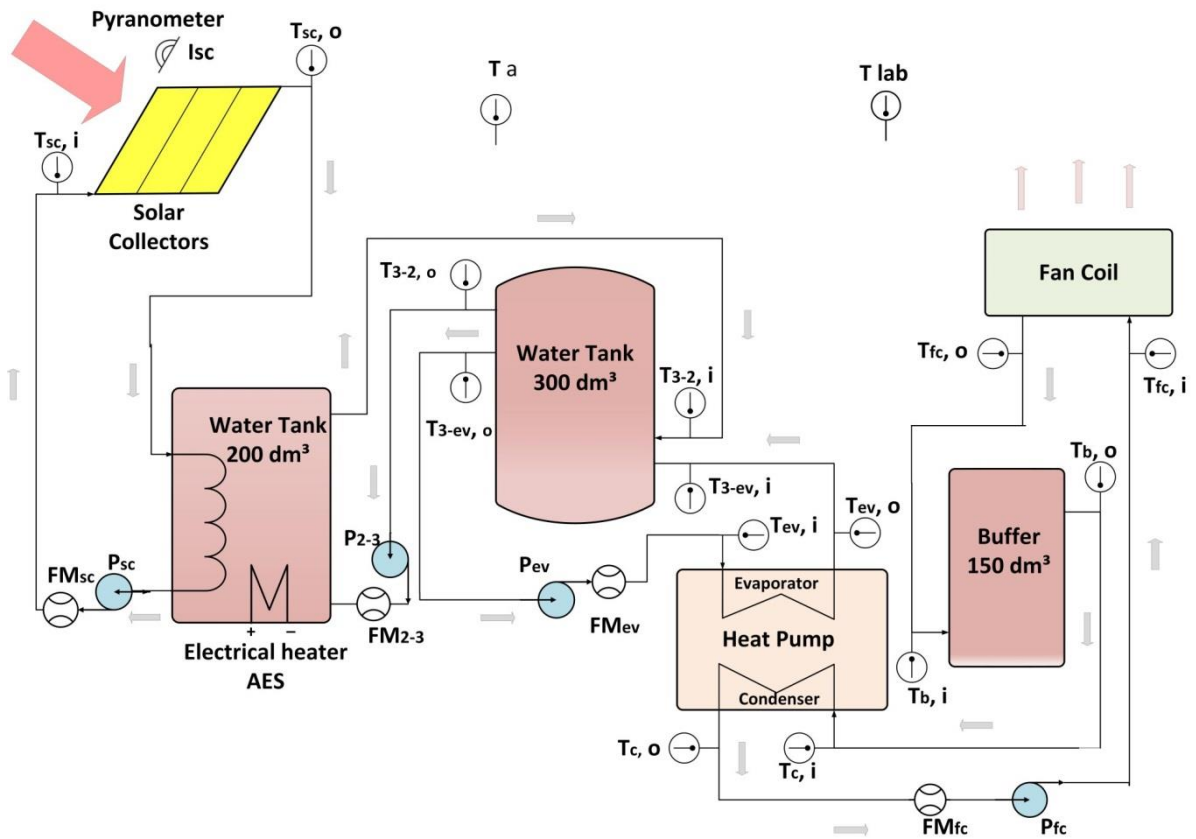 Pyranometer
Isc
Tsc, o
T a
T lab
Tsc, i
Solar
Collectors
T3-2, o
Water Tank
300 dm³
Fan Coil
Tfc, o
Tfc, i
T3-2, i
T3-ev, o
Water Tank
200 dm³
Tb, o
T3-ev, i
Tev, o
Tev, i
Buffer
150 dm³
P2-3
Pev
FMsc
Psc
Evaporator
FMev
FM2-3
Heat Pump
+ −
Electrical heater
AES
Condenser
Tb, i
Tc, o
Tc, i
FMfc
Pfc